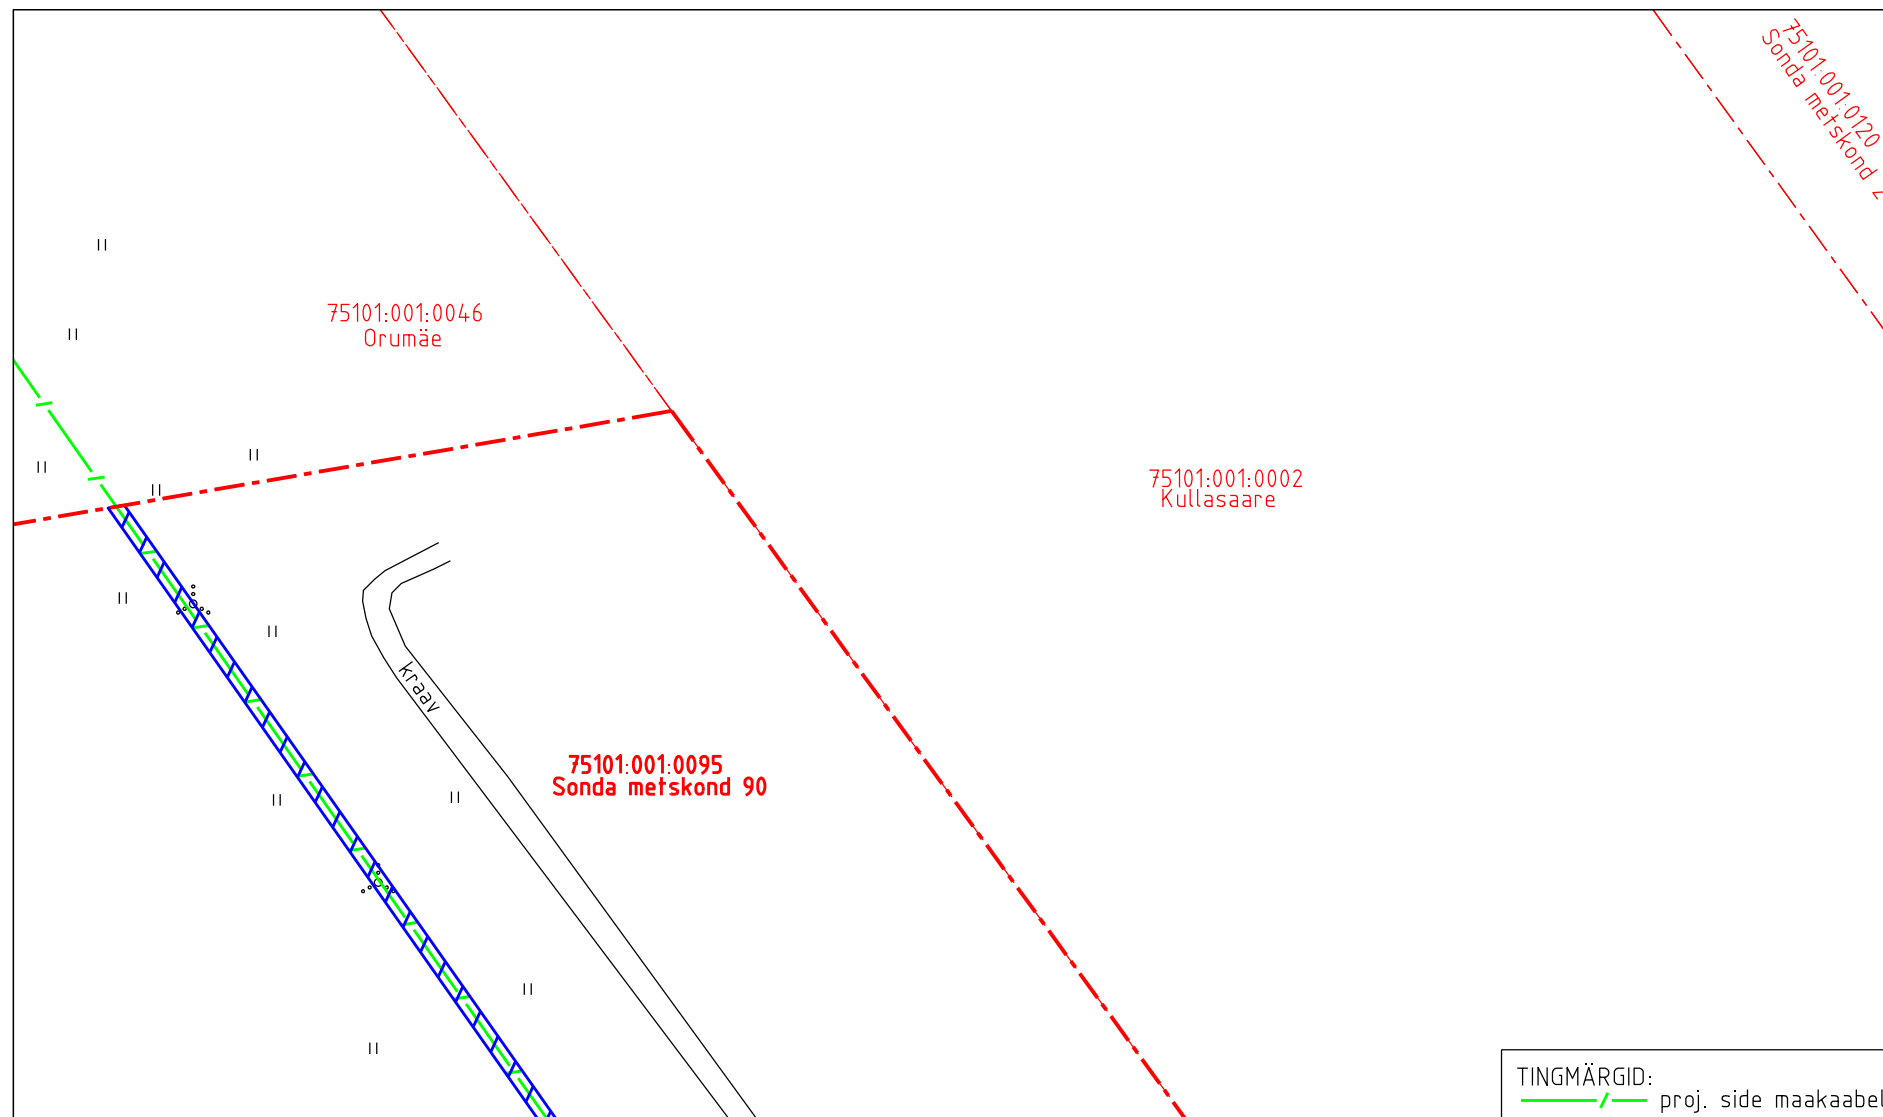 75101:001:0120
Sonda metskond
75101:001:0046
Orumäe
75101:001:0002
Kullasaare
kraav
75101:001:0095
Sonda metskond 90
TINGMÄRGID:
proj. side maakaabel